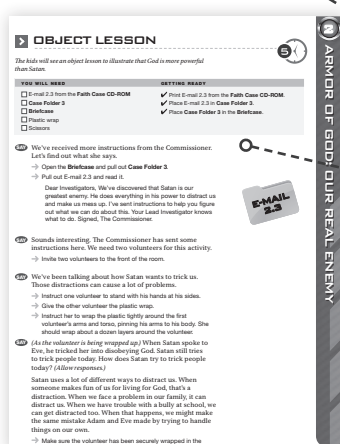 OBJECT LESSON
5
The kids will see an object lesson to illustrate that God is more powerful
than Satan.
YOU WILL NEED
GETTING READY
E-mail 2.3 from the Faith Case CD-ROM
Case Folder 3
Briefcase
Plastic wrap
Scissors
✔ Print E-mail 2.3 from the Faith Case CD-ROM.
✔ Place E-mail 2.3 in Case Folder 3.
✔ Place Case Folder 3 in the Briefcase.
SAY We've received more instructions from the Commissioner.
Let's find out what she says.
→ Open the Briefcase and pull out Case Folder 3.
→ Pull out E-mail 2.3 and read it.
Dear Investigators, We've discovered that Satan is our
greatest enemy. He does everything in his power to distract us
and make us mess up. I've sent instructions to help you figure
out what we can do about this. Your Lead Investigator knows
what to do. Signed, The Commissioner.
E-MAIL
2.3
SAY Sounds interesting. The Commissioner has sent some
instructions here. We need two volunteers for this activity.
→ Invite two volunteers to the front of the room.
SAY We've been talking about how Satan wants to trick us.
Those distractions can cause a lot of problems.
→ Instruct one volunteer to stand with his hands at his sides.
→ Give the other volunteer the plastic wrap.
→ Instruct her to wrap the plastic tightly around the first
volunteer's arms and torso, pinning his arms to his body. She
should wrap about a dozen layers around the volunteer.
SAY (As the volunteer is being wrapped up.) When Satan spoke to
Eve, he tricked her into disobeying God. Satan still tries
to trick people today. How does Satan try to trick people
today? (Allow responses.)
Satan uses a lot of different ways to distract us. When
someone makes fun of us for living for God, that's a
distraction. When we face a problem in our family, it can
distract us. When we have trouble with a bully at school, we
can get distracted too. When that happens, we might make
the same mistake Adam and Eve made by trying to handle
things on our own.
→ Make sure the volunteer has been securely wrapped in the
2
ARMOR OF GOD: OUR REAL ENEMY